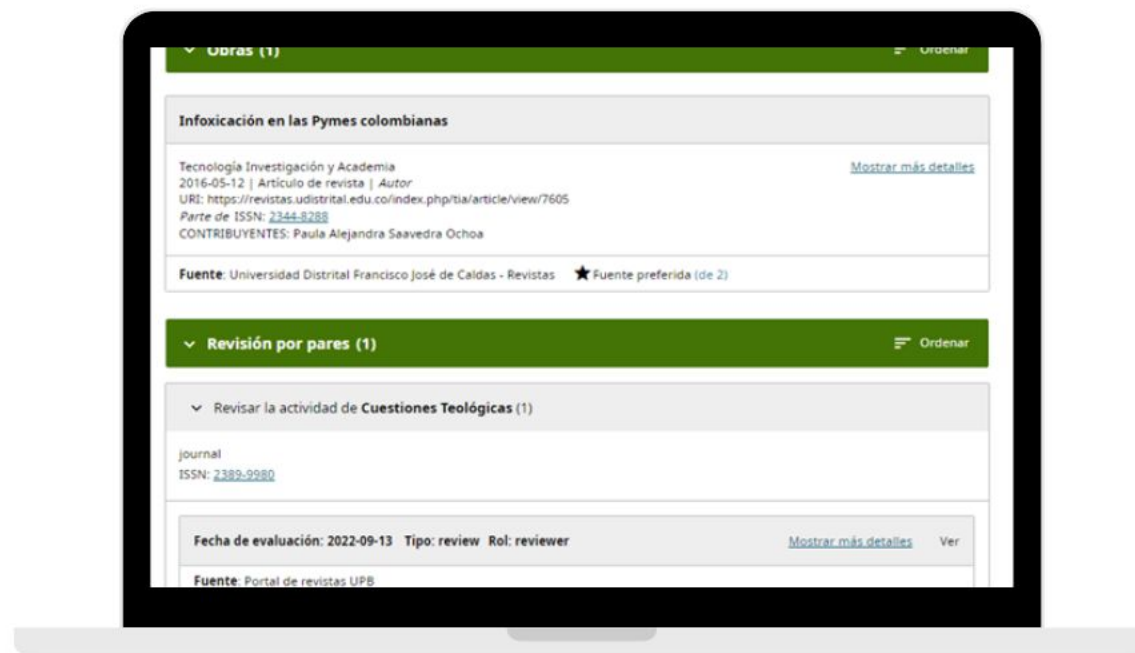 Obras (1)
Ordenar
Infoxicación en las Pymes colombianas
Tecnología Investigación y Academia
Mostrar más detalles
2016-05-12 | Artículo de revista | Autor
URI: https://revistas.udistrital.edu.co/index.php/tia/article/view/7605
Parte de ISSN: 2344-8288
CONTRIBUYENTES: Paula Alejandra Saavedra Ochoa
Fuente: Universidad Distrital Francisco José de Caldas - Revistas ★ Fuente preferida (de 2)
Revisión por pares (1)
Ordenar
Revisar la actividad de Cuestiones Teológicas (1)
journal
ISSN: 2389-9980
Fecha de evaluación: 2022-09-13 Tipo: review Rol: reviewer
Mostrar más detalles Ver
Fuente: Portal de revistas UPB